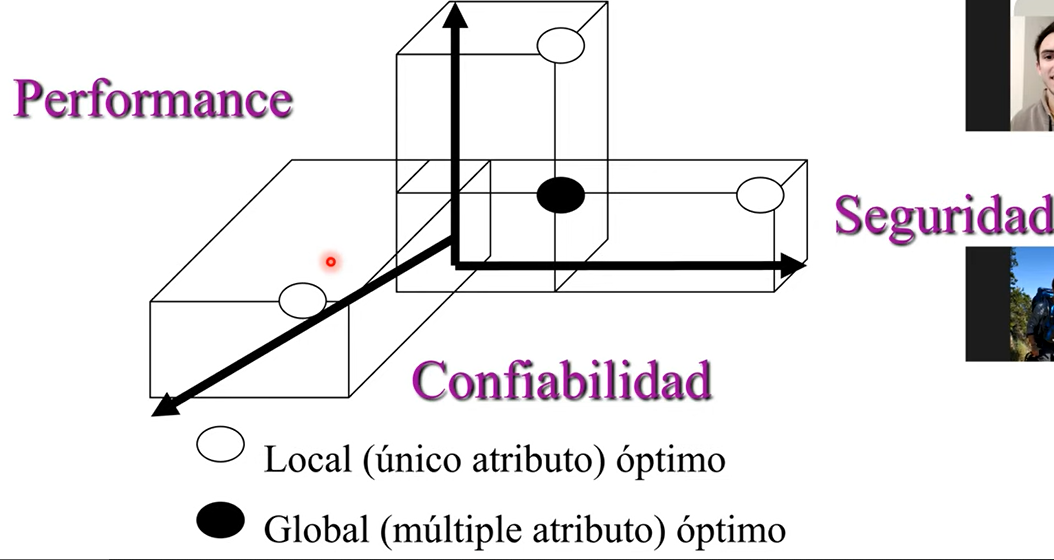 Performance
Seguridad
Confiabilidad
Local (único atributo) óptimo
Global (múltiple atributo) óptimo